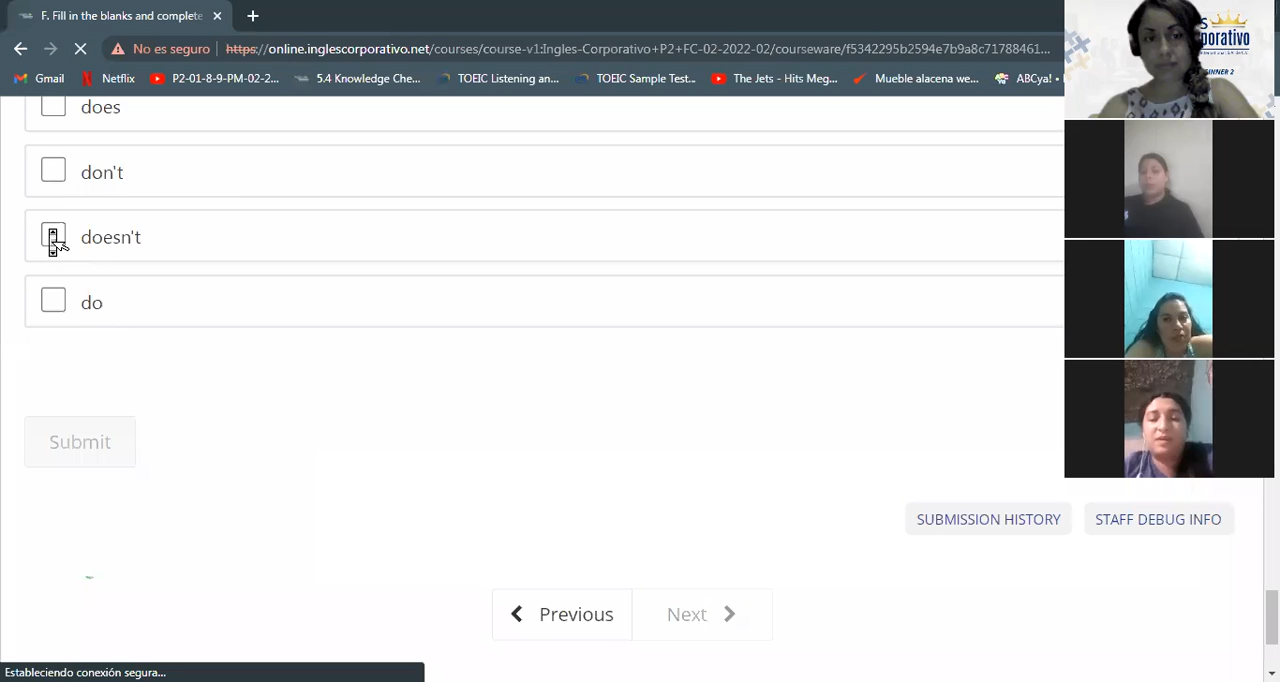 F. Fill in the blanks and complete
No es seguro
https://online.inglescorporativo.net/courses/course-v1:Ingles-Corporativo+P2+FC-02-2022-02/courseware/f5342295b2594e7b9a8c71788461...
Gmail
Netflix
P2-01-8-9-PM-02-2...
5.4 Knowledge Che...
TOEIC Listening an...
TOEIC Sample Test...
The Jets - Hits Meg...
Mueble alacena we...
ABCya! •
does
don't
doesn't
do
Submit
SUBMISSION HISTORY
STAFF DEBUG INFO
Previous
Next
Estableciendo conexión segura...